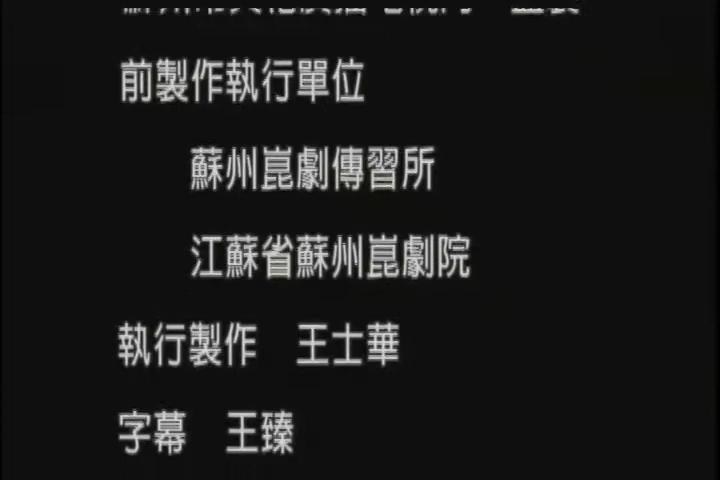 前製作執行單位
蘇州崑劇傳習所
江蘇省蘇州崑劇院
執行製作　王士華
字幕　王臻